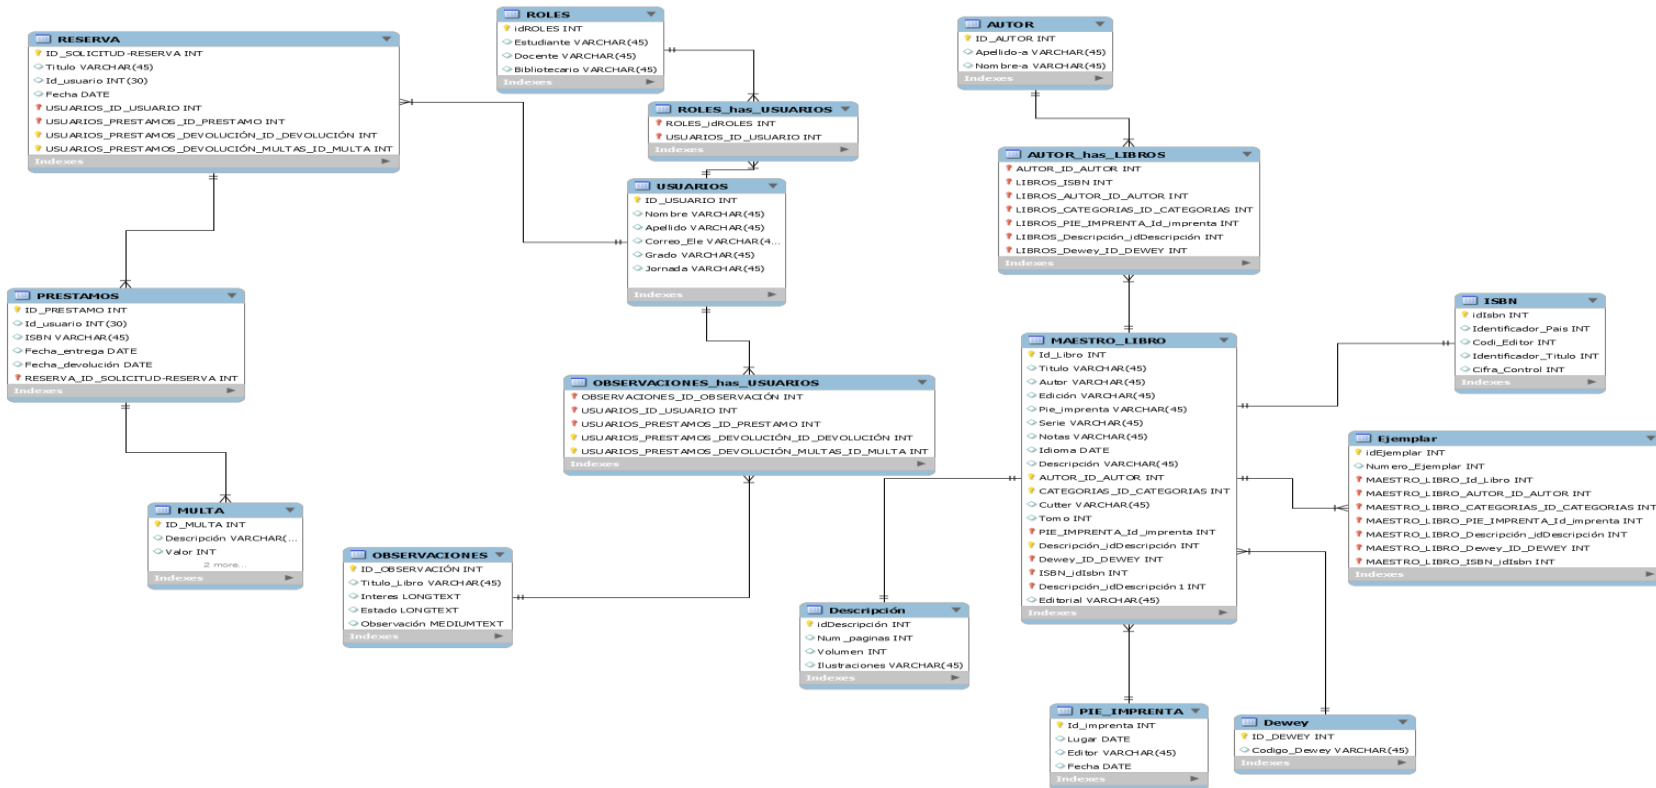 RESERVA
ID_SOLICITUD-RESERVA INT
Titulo VARCHAR(45)
Id_usuario INT(30)
Fecha DATE
USUARIOS_ID_USUARIO INT
USUARIOS_PRESTAMOS_ID_PRESTAMO INT
USUARIOS_PRESTAMOS_DEVOLUCIÓN_ID_DEVOLUCIÓN INT
USUARIOS_PRESTAMOS_DEVOLUCIÓN_MULTAS_ID_MULTA INT
Indexes
ROLES
idROLES INT
Estudiante VARCHAR(45)
Docente VARCHAR(45)
Bibliotecario VARCHAR(45)
Indexes
ROLES_has_USUARIOS
ROLES_idROLES INT
USUARIOS_ID_USUARIO INT
Indexes
USUARIOS
ID_USUARIO INT
Nombre VARCHAR(45)
Apellido VARCHAR(45)
Correo_Ele VARCHAR(4...
Grado VARCHAR(45)
Jornada VARCHAR(45)
Indexes
AUTOR
ID_AUTOR INT
Apellido-a VARCHAR(45)
Nombre-a VARCHAR(45)
Indexes
AUTOR_has_LIBROS
AUTOR_ID_AUTOR INT
LIBROS_ISBN INT
LIBROS_AUTOR_ID_AUTOR INT
LIBROS_CATEGORIAS_ID_CATEGORIAS INT
LIBROS_PIE_IMPRENTA_Id_imprenta INT
LIBROS_Descripción_idDescripción INT
LIBROS_Dewey_ID_DEWEY INT
Indexes
PRESTAMOS
ID_PRESTAMO INT
Id_usuario INT(30)
ISBN VARCHAR(45)
Fecha_entrega DATE
Fecha_devolución DATE
RESERVA_ID_SOLICITUD-RESERVA INT
Indexes
MAESTRO_LIBRO
Id_Libro INT
Titulo VARCHAR(45)
Autor VARCHAR(45)
Edición VARCHAR(45)
Pie_imprenta VARCHAR(45)
Serie VARCHAR(45)
Notas VARCHAR(45)
Idioma DATE
Descripción VARCHAR(45)
AUTOR_ID_AUTOR INT
CATEGORIAS_ID_CATEGORIAS INT
Cutter VARCHAR(45)
Tomo INT
PIE_IMPRENTA_Id_imprenta INT
Descripción_idDescripción INT
Dewey_ID_DEWEY INT
ISBN_idIsbn INT
Descripción_idDescripción1 INT
Editorial VARCHAR(45)
Indexes
ISBN
idIsbn INT
Identificador_Pais INT
Codi_Editor INT
Identificador_Titulo INT
Cifra_Control INT
Indexes
OBSERVACIONES_has_USUARIOS
OBSERVACIONES_ID_OBSERVACIÓN INT
USUARIOS_ID_USUARIO INT
USUARIOS_PRESTAMOS_ID_PRESTAMO INT
USUARIOS_PRESTAMOS_DEVOLUCIÓN_ID_DEVOLUCIÓN INT
USUARIOS_PRESTAMOS_DEVOLUCIÓN_MULTAS_ID_MULTA INT
Indexes
Ejemplar
idEjemplar INT
Numero_Ejemplar INT
MAESTRO_LIBRO_Id_Libro INT
MAESTRO_LIBRO_AUTOR_ID_AUTOR INT
MAESTRO_LIBRO_CATEGORIAS_ID_CATEGORIAS INT
MAESTRO_LIBRO_PIE_IMPRENTA_Id_imprenta INT
MAESTRO_LIBRO_Descripción_idDescripción INT
MAESTRO_LIBRO_Dewey_ID_DEWEY INT
MAESTRO_LIBRO_ISBN_idIsbn INT
Indexes
MULTA
ID_MULTA INT
Descripción VARCHAR(...
Valor INT
2 more...
Indexes
OBSERVACIONES
ID_OBSERVACIÓN INT
Titulo_Libro VARCHAR(45)
Interes LONGTEXT
Estado LONGTEXT
Observación MEDIUMTEXT
Indexes
Descripción
idDescripción INT
Num_paginas INT
Volumen INT
Ilustraciones VARCHAR(45)
Indexes
PIE_IMPRENTA
Id_imprenta INT
Lugar DATE
Editor VARCHAR(45)
Fecha DATE
Indexes
Dewey
ID_DEWEY INT
Codigo_Dewey VARCHAR(45)
Indexes